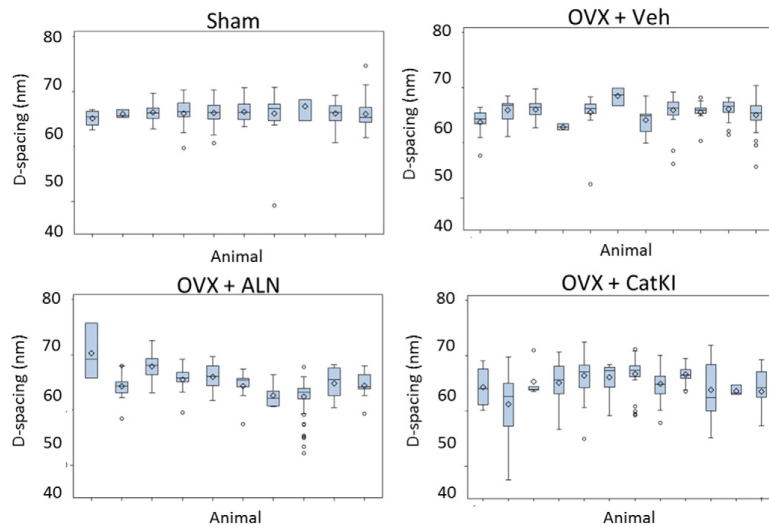 Sham
80
70
60
50
40
D-spacing (nm)
Animal
OVX + Veh
80
70
60
50
40
D-spacing (nm)
Animal
OVX + ALN
80
70
60
50
40
D-spacing (nm)
Animal
OVX + CatKI
80
70
60
50
40
D-spacing (nm)
Animal